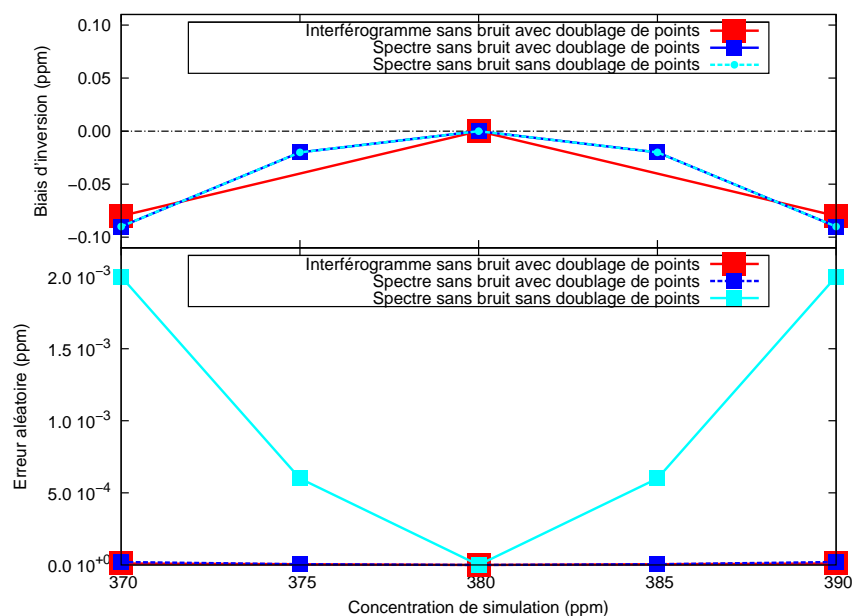 Interférogramme sans bruit avec doublage de points
Spectre sans bruit avec doublage de points
Spectre sans bruit sans doublage de points
Biais d'inversion (ppm)
0.10
0.05
0.00
−0.05
−0.10
Interférogramme sans bruit avec doublage de points
Spectre sans bruit avec doublage de points
Spectre sans bruit sans doublage de points
Erreur aléatoire (ppm)
2.0 10⁻³
1.5 10⁻³
1.0 10⁻³
5.0 10⁻⁴
0.0 10⁺⁰
370 375 380 385 390
Concentration de simulation (ppm)